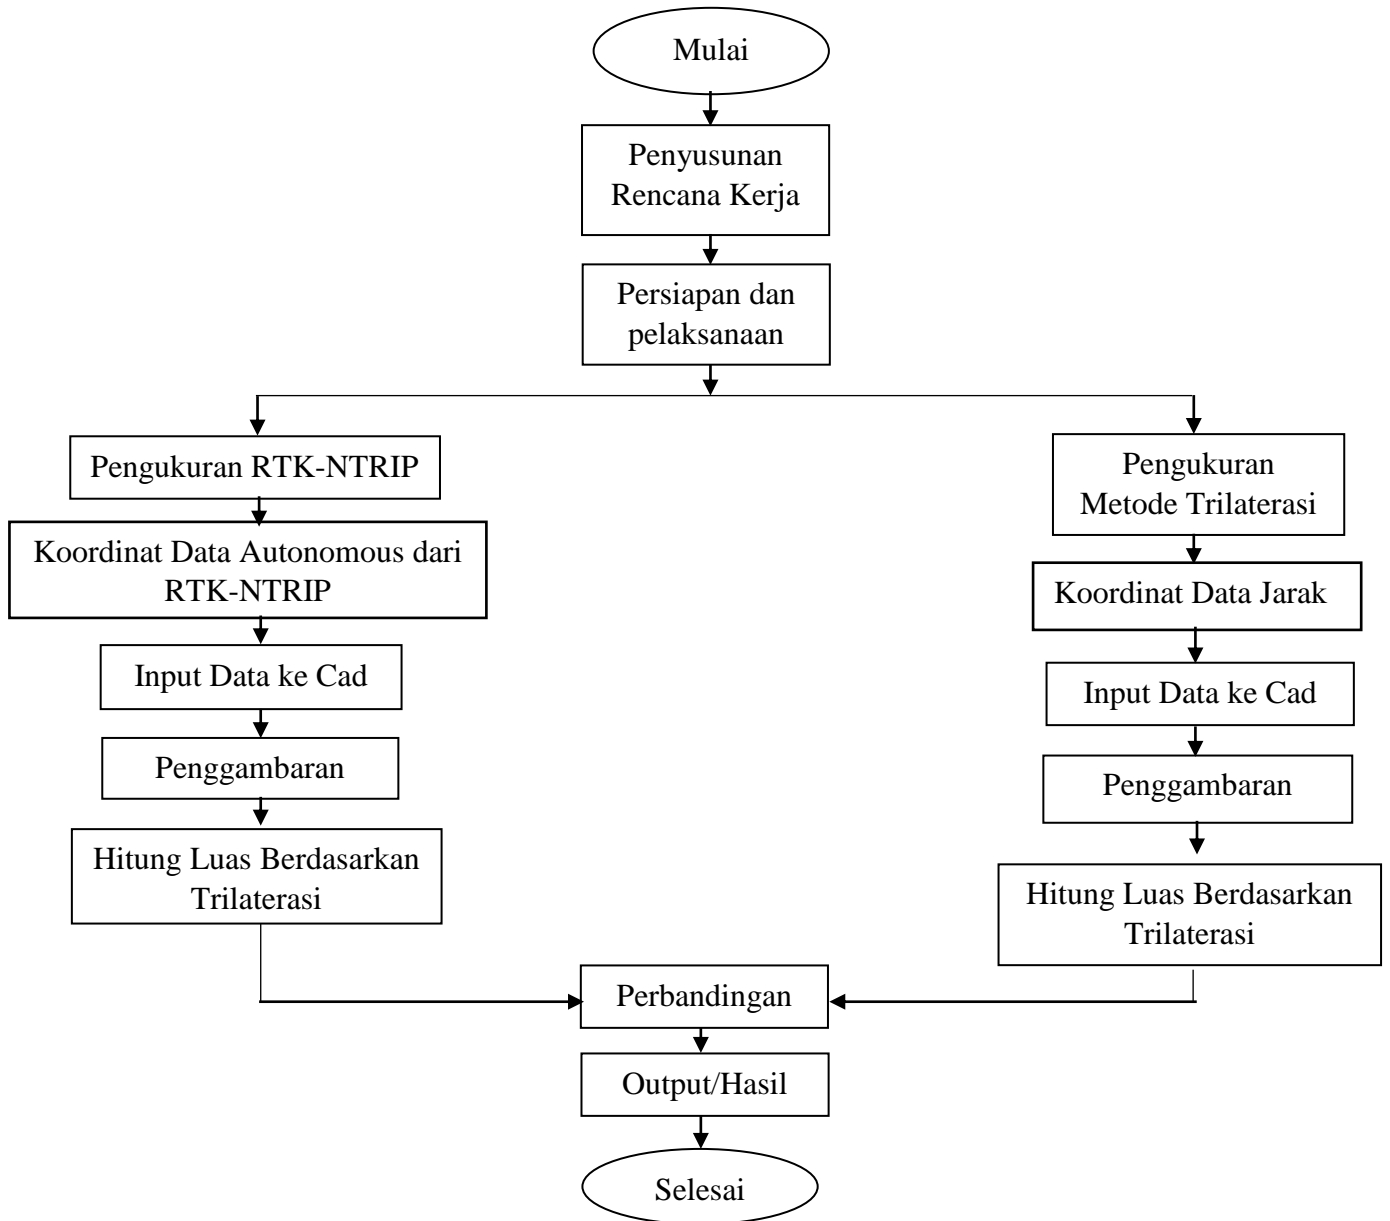 Mulai
Penyusunan
Rencana Kerja
Persiapan dan
pelaksanaan
Pengukuran RTK-NTRIP
Koordinat Data Autonomous dari
RTK-NTRIP
Input Data ke Cad
Penggambaran
Hitung Luas Berdasarkan
Trilaterasi
Pengukuran
Metode Trilaterasi
Koordinat Data Jarak
Input Data ke Cad
Penggambaran
Hitung Luas Berdasarkan
Trilaterasi
Perbandingan
Output/Hasil
Selesai